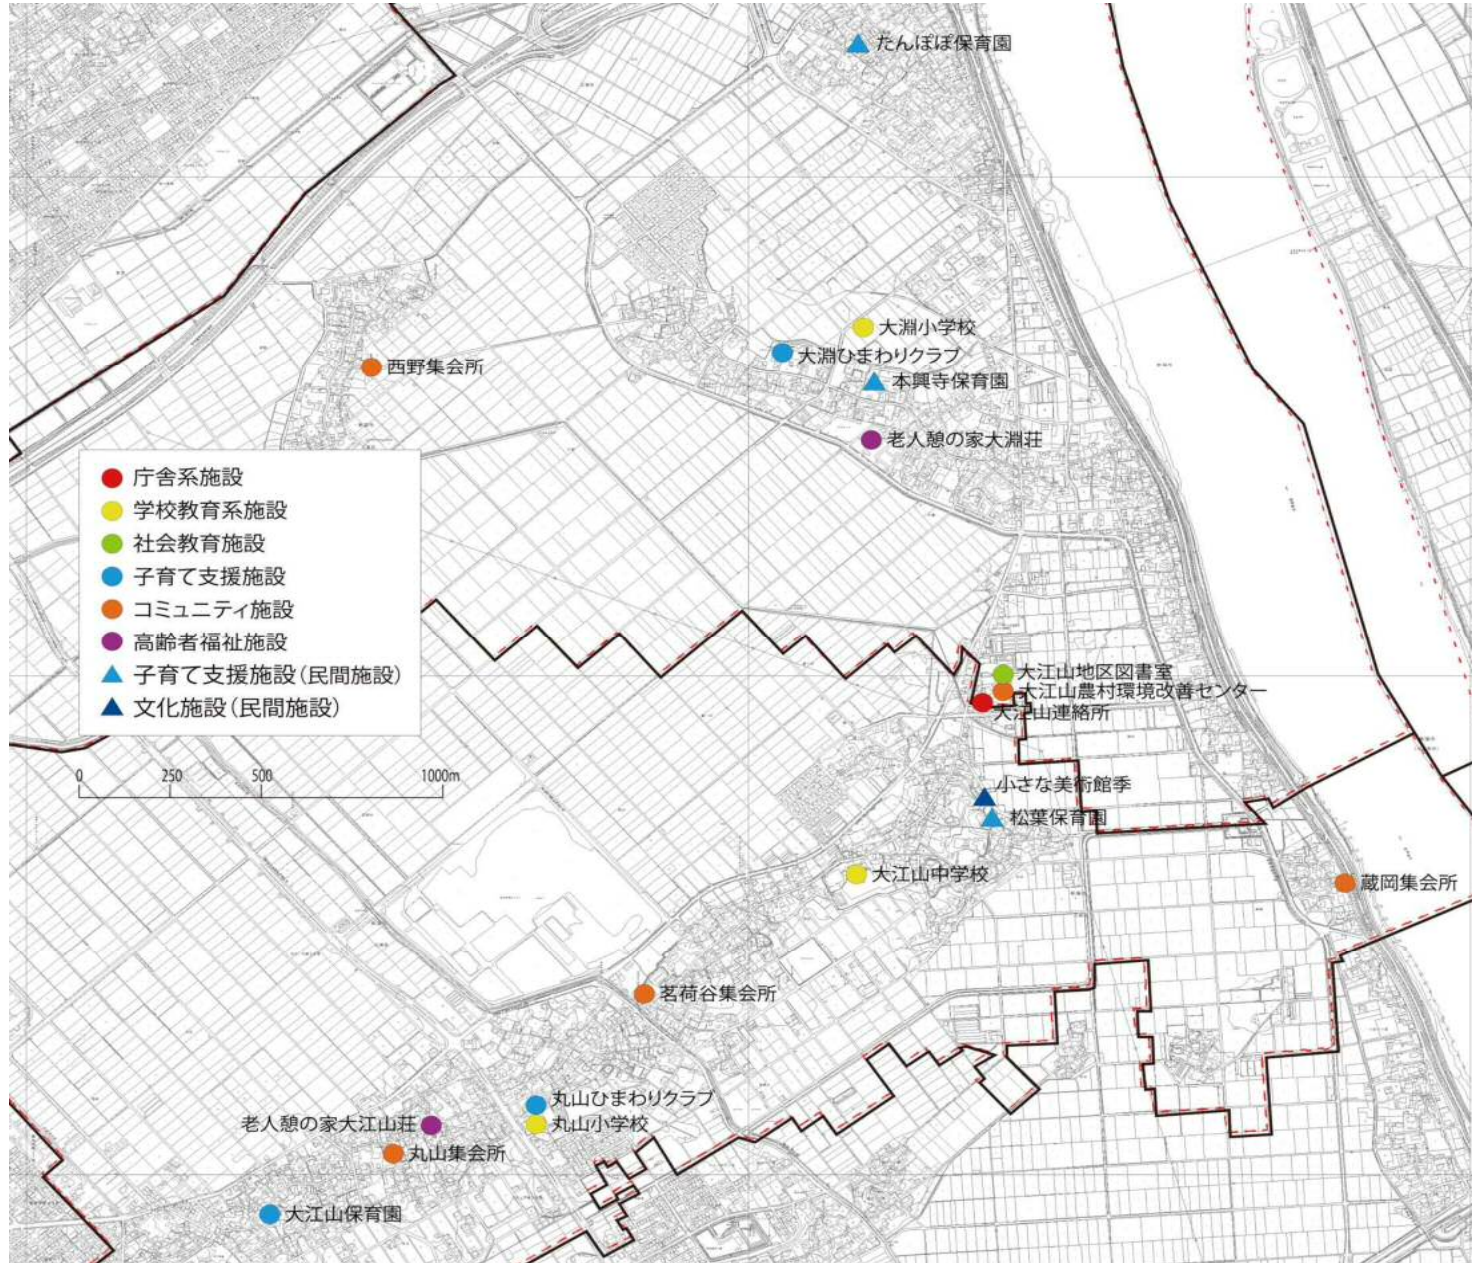 たんぽぽ保育園
大淵小学校
大淵ひまわりクラブ
西野集会所
本興寺保育園
老人憩の家大淵荘
庁舎系施設
学校教育系施設
社会教育施設
子育て支援施設
コミュニティ施設
高齢者福祉施設
子育て支援施設(民間施設)
文化施設(民間施設)
0 250 500 1000m
大江山地区図書室
大江山農村環境改善センター
大江山連絡所
小さな美術館季
松葉保育園
大江山中学校
蔵岡集会所
茗荷谷集会所
丸山ひまわりクラブ
老人憩の家大江山荘
丸山小学校
丸山集会所
大江山保育園